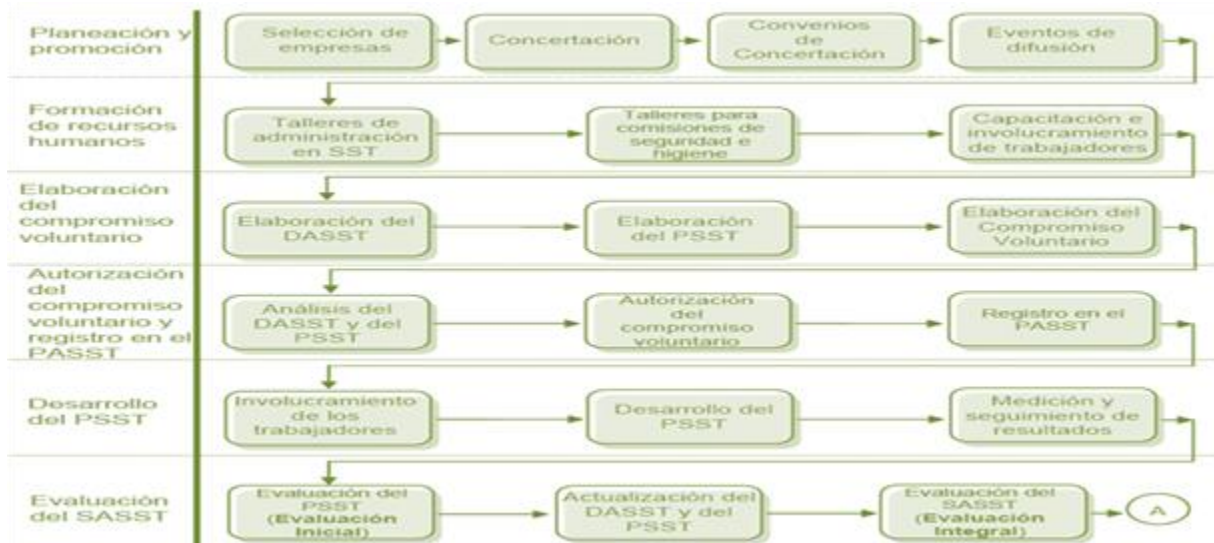 Planeación y
promoción
Selección de
empresas
Concertación
Convenios
de
Concertación
Eventos de
difusión
Formación
de recursos
humanos
Talleres de
administración
en SST
Talleres para
comisiones de
seguridad e
higiene
Capacitación e
involucramiento
de trabajadores
Elaboración
del
compromiso
voluntario
Elaboración del
DASST
Elaboración
del PSST
Elaboración del
Compromiso
Voluntario
Autorización
del
compromiso
voluntario y
registro en el
PASST
Análisis del
DASST y del
PSST
Autorización
del
compromiso
voluntario
Registro en el
PASST
Desarrollo
del PSST
Involucramiento
de los
trabajadores
Desarrollo del
PSST
Medición y
seguimiento de
resultados
Evaluación
del SASST
Evaluación del
PSST
(Evaluación
Inicial)
Actualización del
DASST y del
PSST
Evaluación del
SASST
(Evaluación
Integral)
A